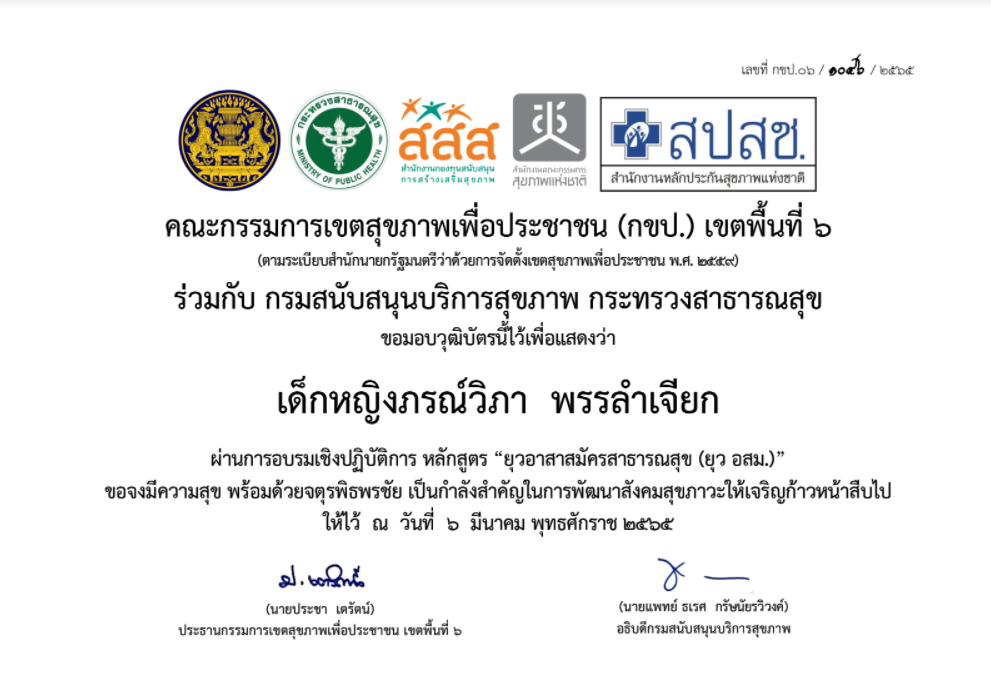 เลขที่ กขป.๐๖ / ๑๐๕๖ / ๒๕๖๕
กระทรวงสาธารณสุข
MINISTRY OF PUBLIC HEALTH
สสส
สำนักงานกองทุนสนับสนุน
การสร้างเสริมสุขภาพ
สำนักงานคณะกรรมการ
สุขภาพแห่งชาติ
สปสช.
สำนักงานหลักประกันสุขภาพแห่งชาติ
คณะกรรมการเขตสุขภาพเพื่อประชาชน (กขป.) เขตพื้นที่ ๖
(ตามระเบียบสำนักนายกรัฐมนตรีว่าด้วยการจัดตั้งเขตสุขภาพเพื่อประชาชน พ.ศ. ๒๕๕๙)
ร่วมกับ กรมสนับสนุนบริการสุขภาพ กระทรวงสาธารณสุข
ขอมอบวุฒิบัตรนี้ไว้เพื่อแสดงว่า
เด็กหญิงภรณ์วิภา พรรลำเจียก
ผ่านการอบรมเชิงปฏิบัติการ หลักสูตร “ยุวอาสาสมัครสาธารณสุข (ยุว อสม.)”
ขอจงมีความสุข พร้อมด้วยจตุรพิธพรชัย เป็นกำลังสำคัญในการพัฒนาสังคมสุขภาวะให้เจริญก้าวหน้าสืบไป
ให้ไว้ ณ วันที่ ๖ มีนาคม พุทธศักราช ๒๕๖๕
(นายประชา เตรัตน์)
ประธานกรรมการเขตสุขภาพเพื่อประชาชน เขตพื้นที่ ๖
(นายแพทย์ ธเรศ กรัษนัยรวิวงค์)
อธิบดีกรมสนับสนุนบริการสุขภาพ